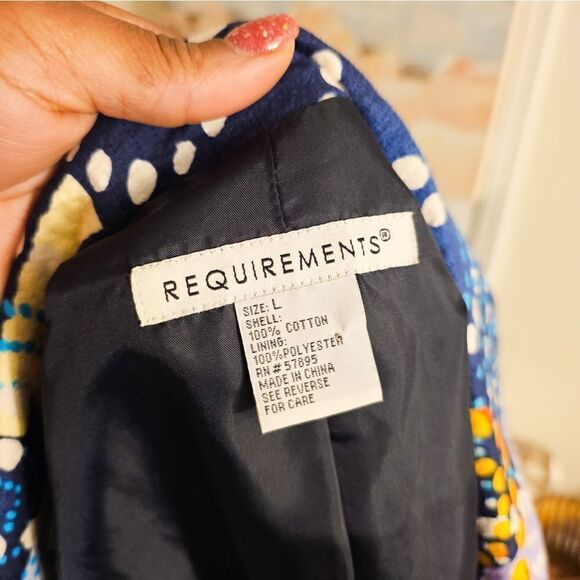 REQUIREMENTS®
SIZE: L
SHELL:
100% COTTON
LINING:
100%POLYESTER
RN # 57895
MADE IN CHINA
SEE REVERSE
FOR CARE